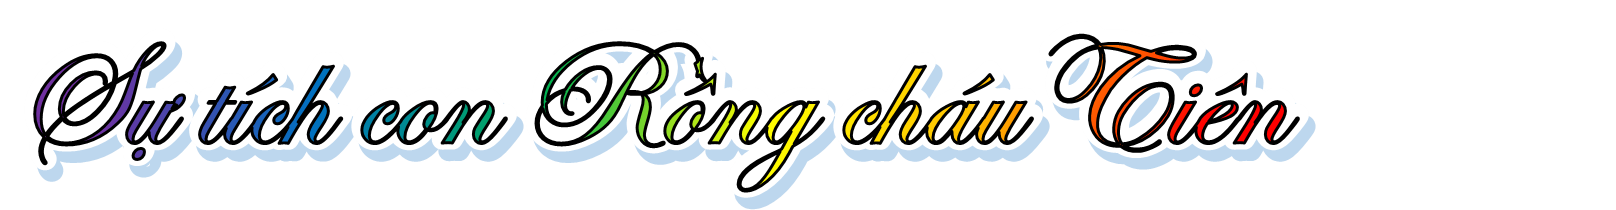 Sự tích con Rồng cháu Tiên